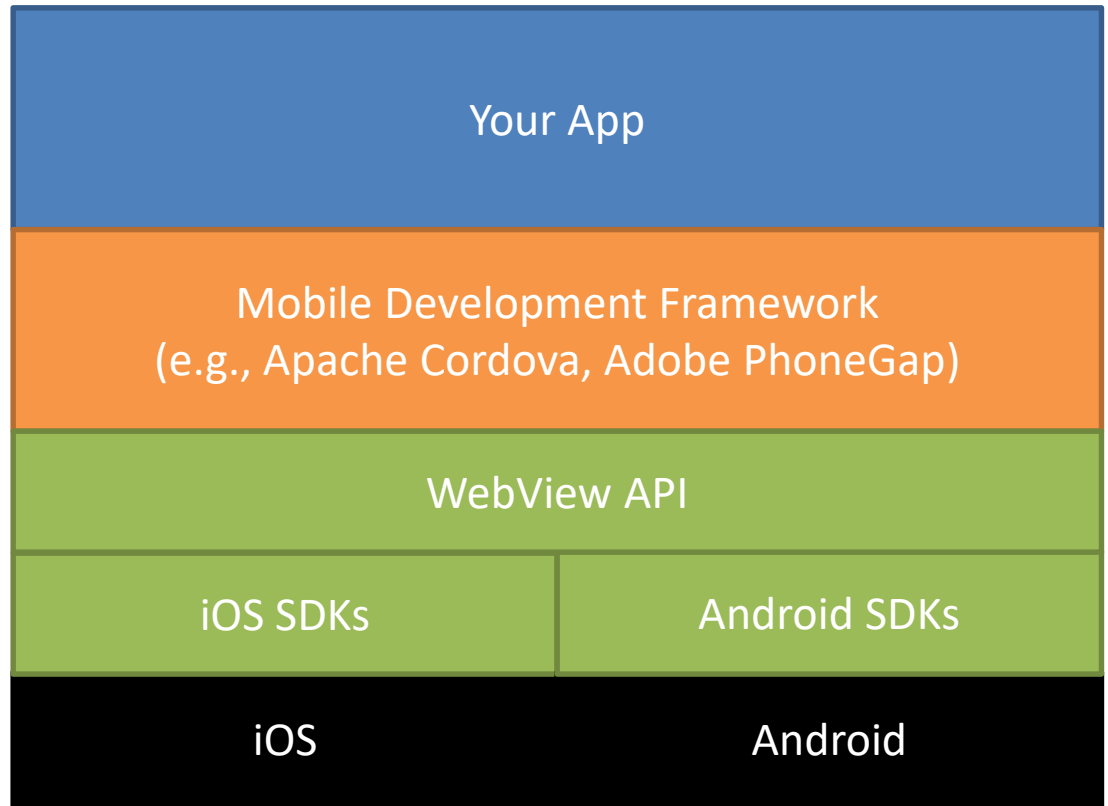 Your App
Mobile Development Framework
(e.g., Apache Cordova, Adobe PhoneGap)
WebView API
iOS SDKs
Android SDKs
iOS
Android